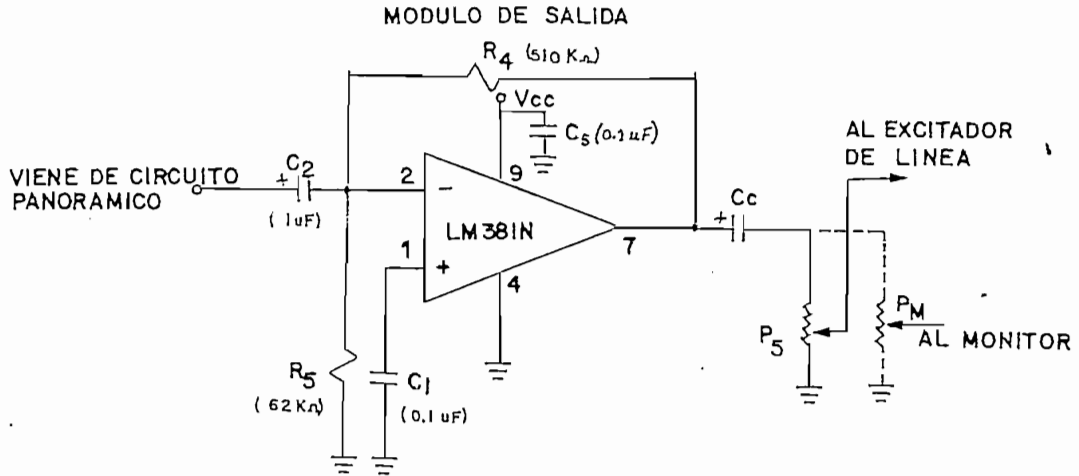 MODULO DE SALIDA
R4 (510 KΩ)
Vcc
C5 (0.1 uF)
AL EXCITADOR
DE LINEA
VIENE DE CIRCUITO
PANORAMICO
+ C2
(1uF)
2 −
9
LM381N
1 +
7
4
+ Cc
R5
(62 KΩ)
C1
(0.1 uF)
P5
PM
AL MONITOR